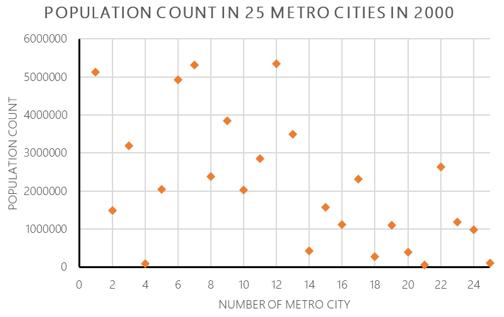 POPULATION COUNT IN 25 METRO CITIES IN 2000
6000000
5000000
4000000
3000000
2000000
1000000
0
POPULATION COUNT
0 2 4 6 8 10 12 14 16 18 20 22 24
NUMBER OF METRO CITY